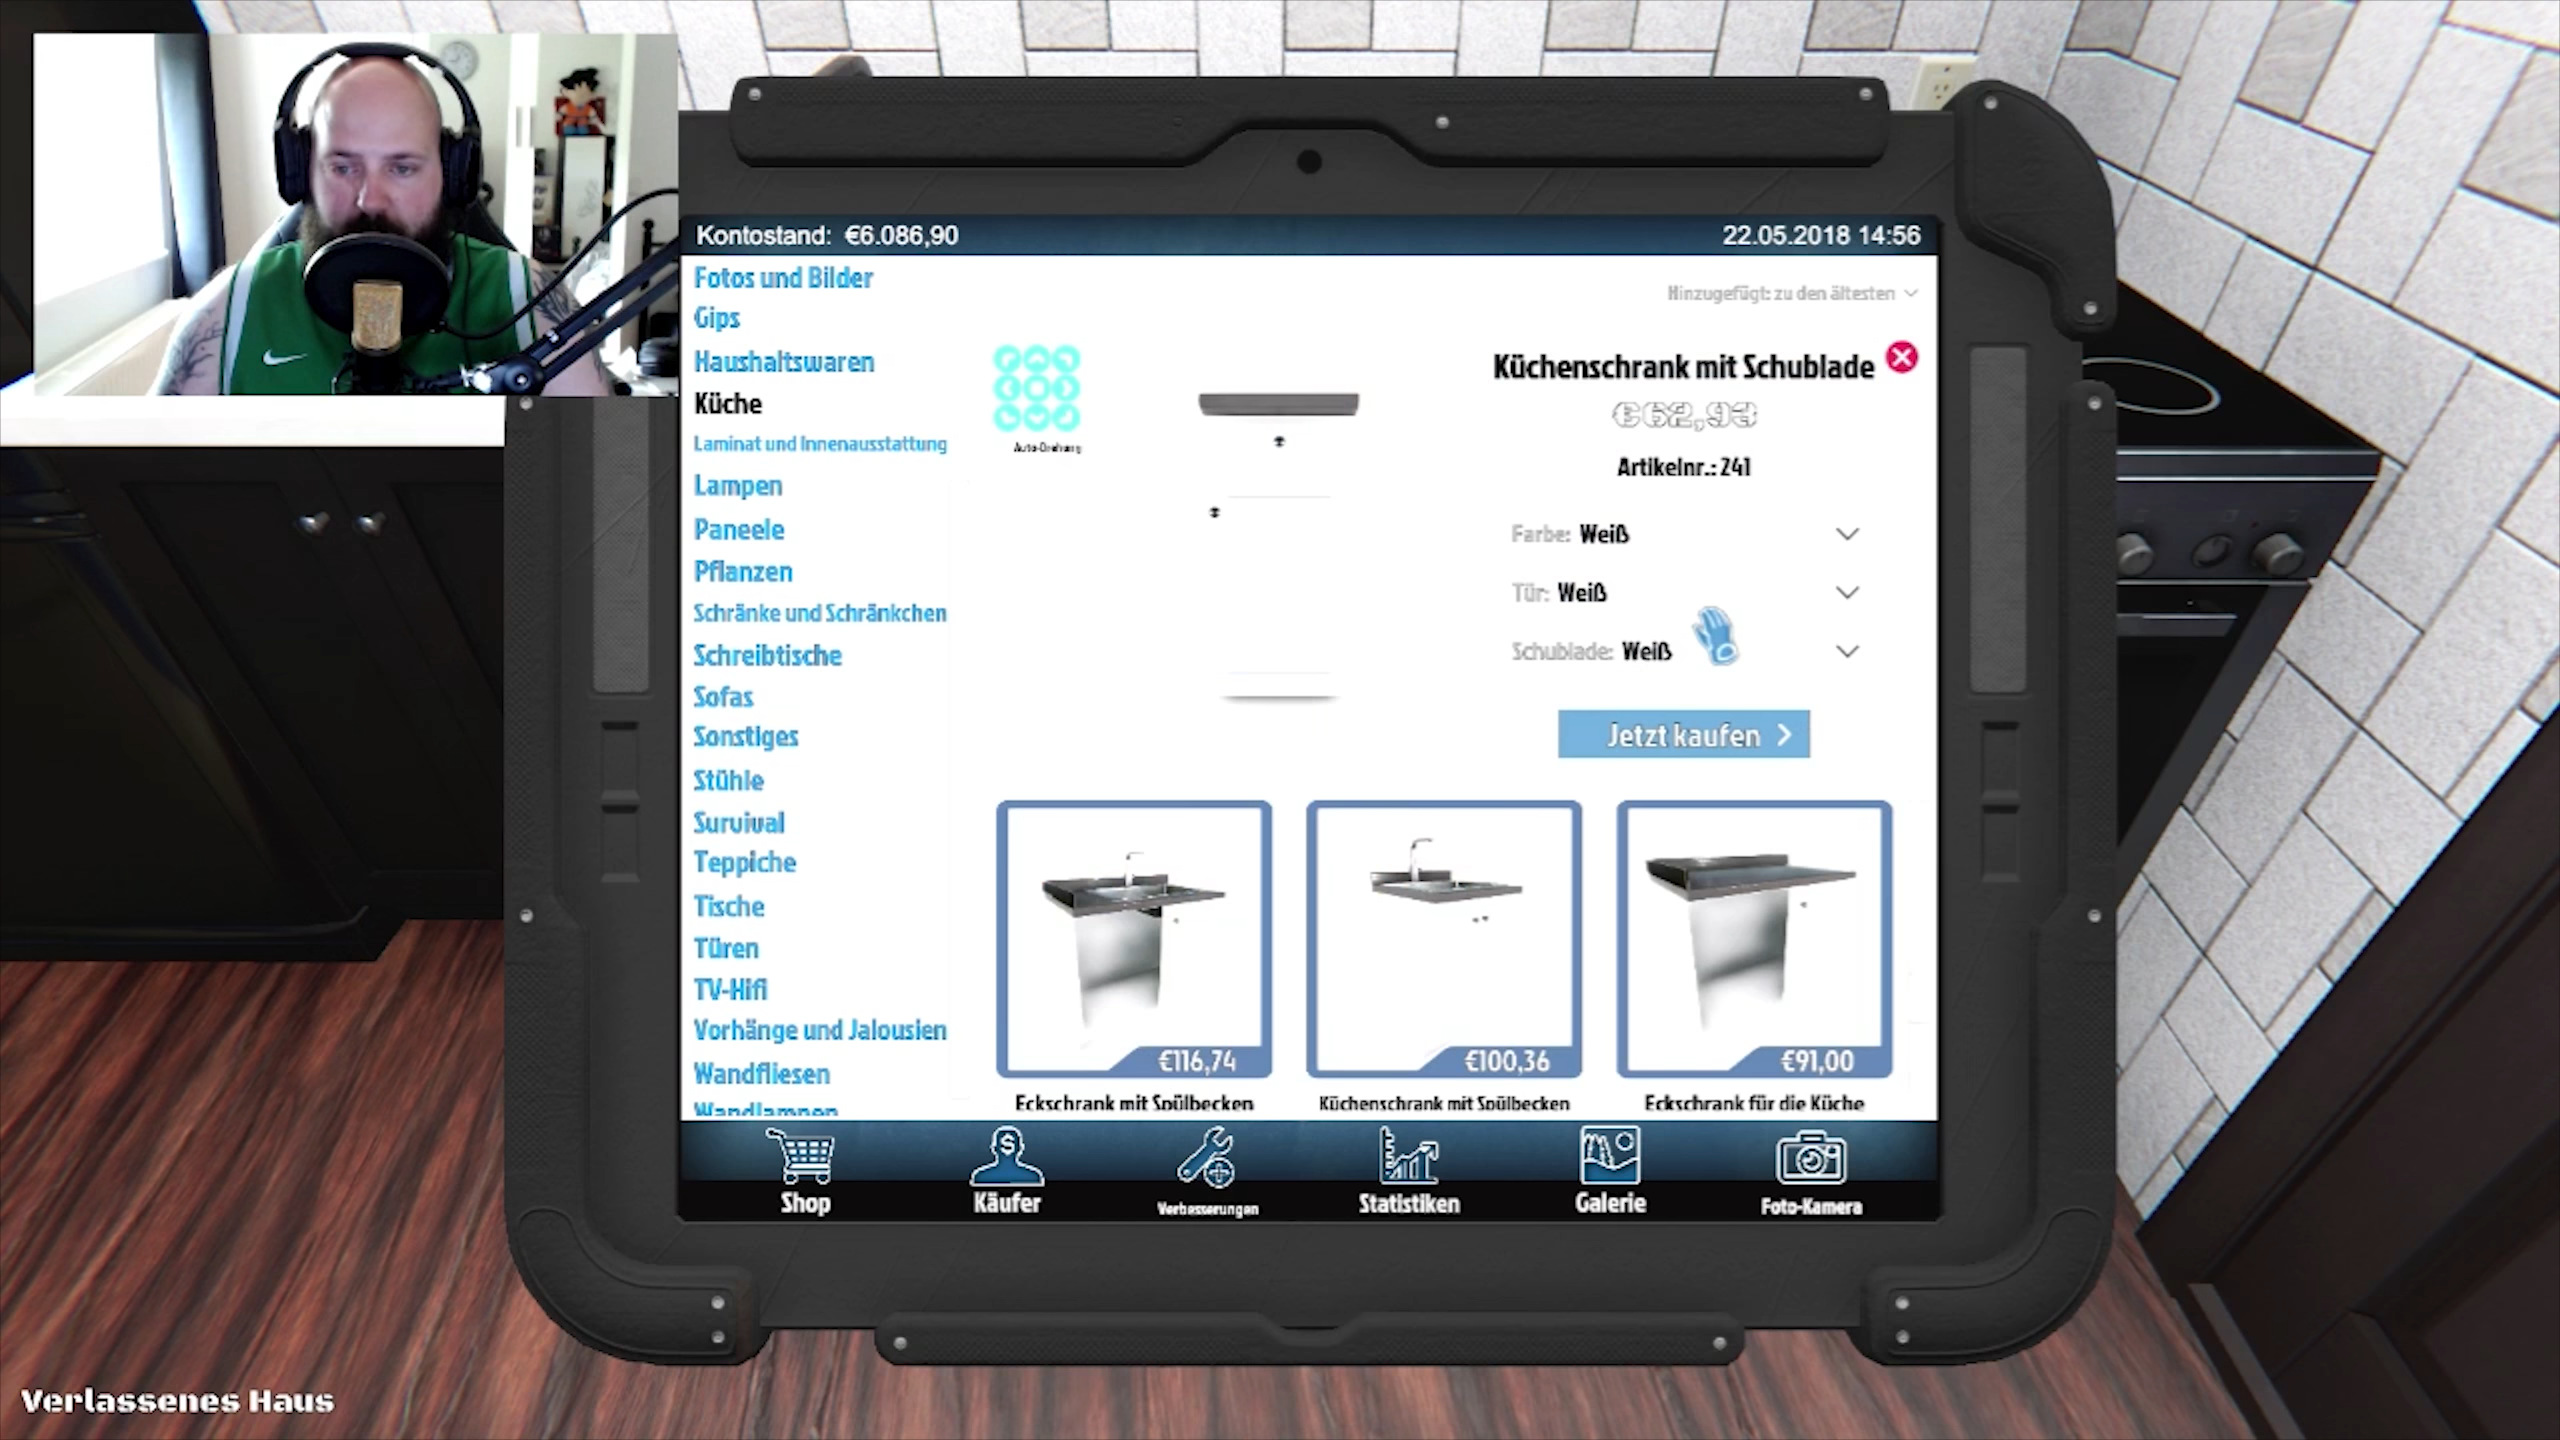 Kontostand: €6.086,90
22.05.2018 14:56
Fotos und Bilder
Gips
Haushaltswaren
Küche
Laminat und Innenausstattung
Lampen
Paneele
Pflanzen
Schränke und Schränkchen
Schreibtische
Sofas
Sonstiges
Stühle
Survival
Teppiche
Tische
Türen
TV-Hifi
Vorhänge und Jalousien
Wandfliesen
Wandlampen
Hinzugefügt: zu den ältesten
Auto-Drehung
Küchenschrank mit Schublade
€62,93
Artikelnr.: 241
Farbe: Weiß
Tür: Weiß
Schublade: Weiß
Jetzt kaufen
€116,74
€100,36
€91,00
Eckschrank mit Spülbecken
Küchenschrank mit Spülbecken
Eckschrank für die Küche
Shop
Käufer
Verbesserungen
Statistiken
Galerie
Foto-Kamera
Verlassenes Haus